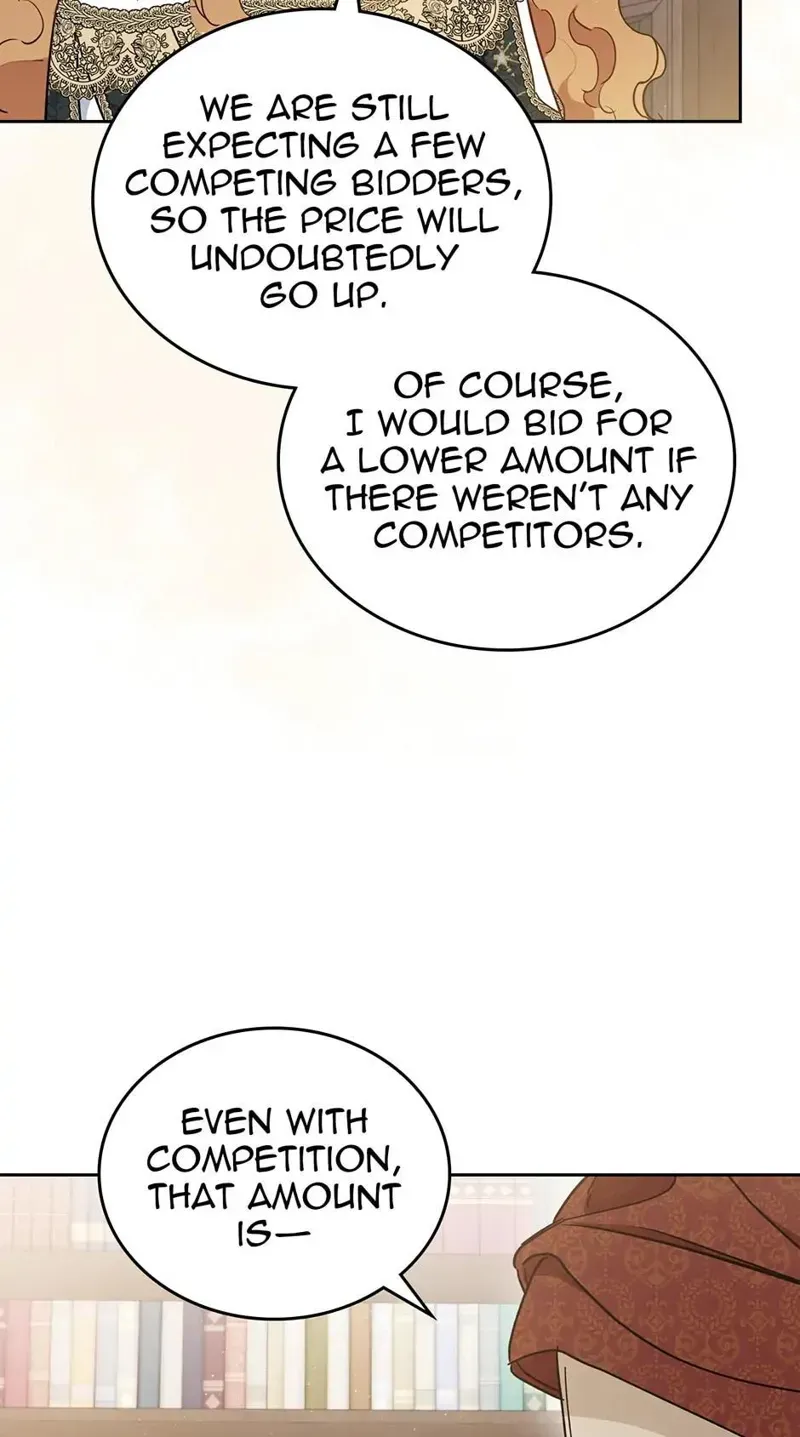 WE ARE STILL
EXPECTING A FEW
COMPETING BIDDERS,
SO THE PRICE WILL
UNDOUBTEDLY
GO UP.
OF COURSE,
I WOULD BID FOR
A LOWER AMOUNT IF
THERE WEREN'T ANY
COMPETITORS.
EVEN WITH
COMPETITION,
THAT AMOUNT
IS—